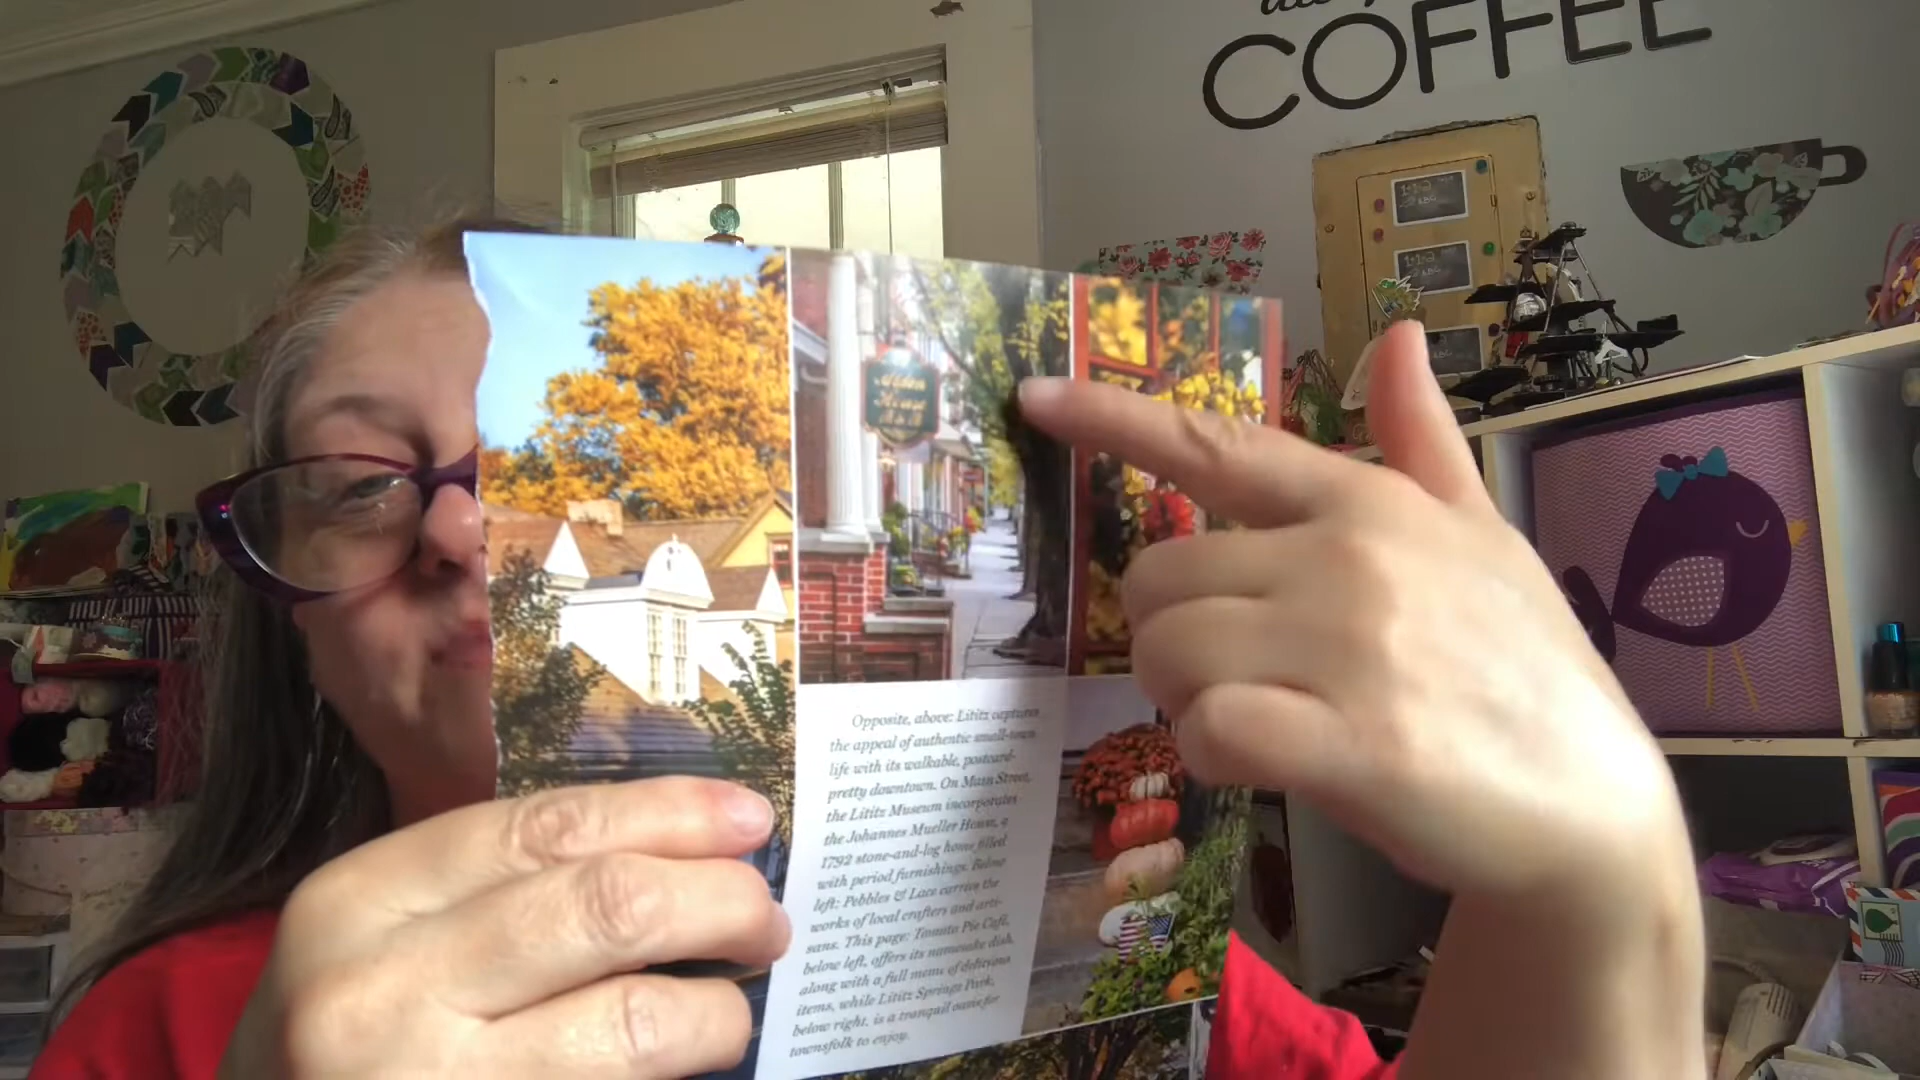 COFFEE
House
Opposite, above: Lititz captures
the appeal of authentic small-town
life with its walkable, postcard-
pretty downtown. On Main Street,
the Lititz Museum incorporates
the Johannes Mueller House, a
1792 stone-and-log home filled
with period furnishings. Below
left: Pebbles & Lace carries the
works of local crafters and arti-
sans. This page: Tomato Pie Café,
below left, offers its namesake dish
along with a full menu of delicious
items, while Lititz Springs Park,
below right, is a tranquil oasis for
townsfolk to enjoy.